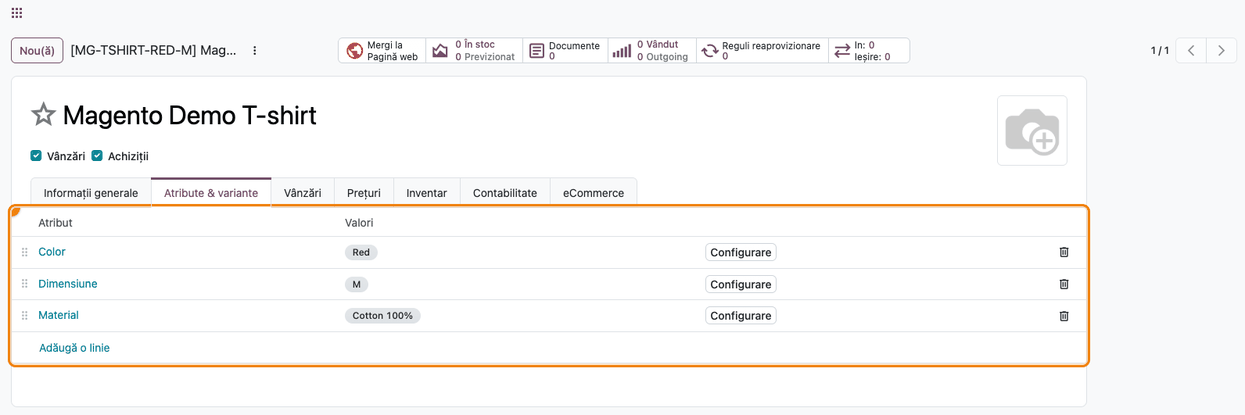 Nou(ă)
[MG-TSHIRT-RED-M] Mag...
Mergi la
Pagină web
0 În stoc
0 Previzionat
Documente
0
0 Vândut
0 Outgoing
Reguli reaprovizionare
0
In: 0
Ieșire: 0
1 / 1
Magento Demo T-shirt
Vânzări Achiziții
Informații generale Atribute & variante Vânzări Prețuri Inventar Contabilitate eCommerce
Atribut Valori
Color Red Configurare
Dimensiune M Configurare
Material Cotton 100% Configurare
Adăugă o linie